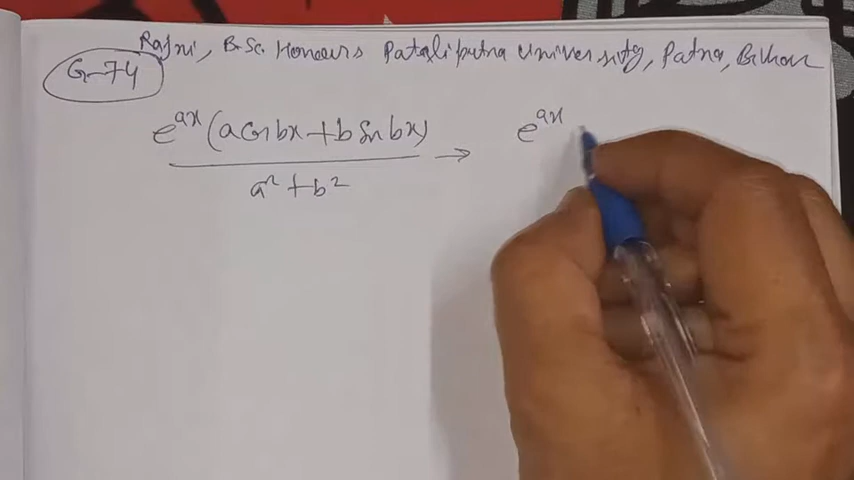 Rajni, B.Sc. Honours Pataliputra University, Patna, Bihar
G-74
e^ax (a cos bx + b sin bx) / a² + b² → e^ax